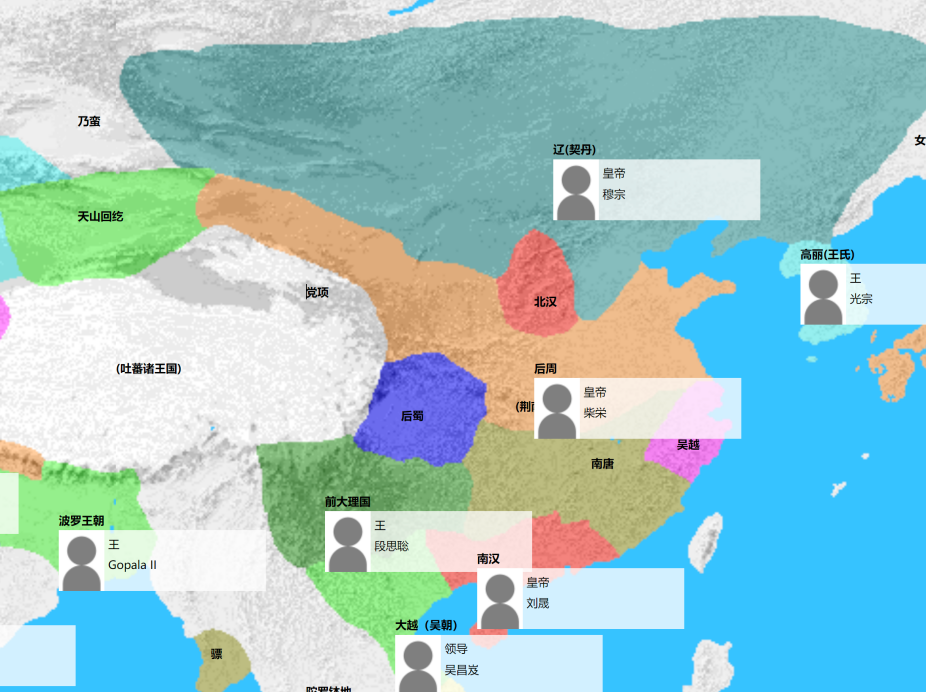 乃蛮
女
辽(契丹)
皇帝
穆宗
天山回纥
高丽(王氏)
王
光宗
党项
北汉
(吐蕃诸王国)
后周
皇帝
柴荣
(荆
后蜀
吴越
南唐
前大理国
王
段思聪
波罗王朝
王
Gopala II
南汉
皇帝
刘晟
大越（吴朝）
领导
吴昌岌
骠